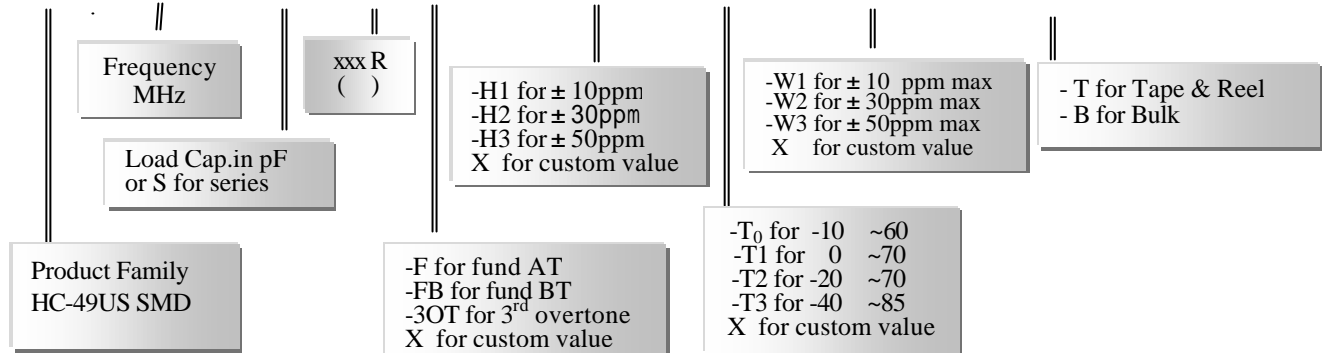 Frequency
MHz
xxx R
( )
-H1 for ± 10ppm
-H2 for ± 30ppm
-H3 for ± 50ppm
X for custom value
-W1 for ± 10 ppm max
-W2 for ± 30ppm max
-W3 for ± 50ppm max
X for custom value
- T for Tape & Reel
- B for Bulk
Load Cap.in pF
or S for series
Product Family
HC-49US SMD
-F for fund AT
-FB for fund BT
-3OT for 3rd overtone
X for custom value
-T0 for -10 ~60
-T1 for 0 ~70
-T2 for -20 ~70
-T3 for -40 ~85
X for custom value